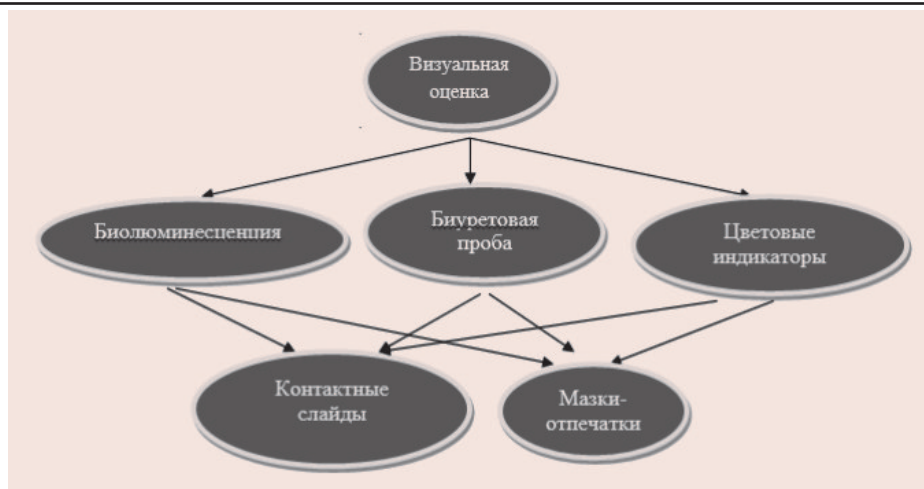 Визуальная
оценка
Биолюминесценция
Биуретовая
проба
Цветовые
индикаторы
Контактные
слайды
Мазки-
отпечатки